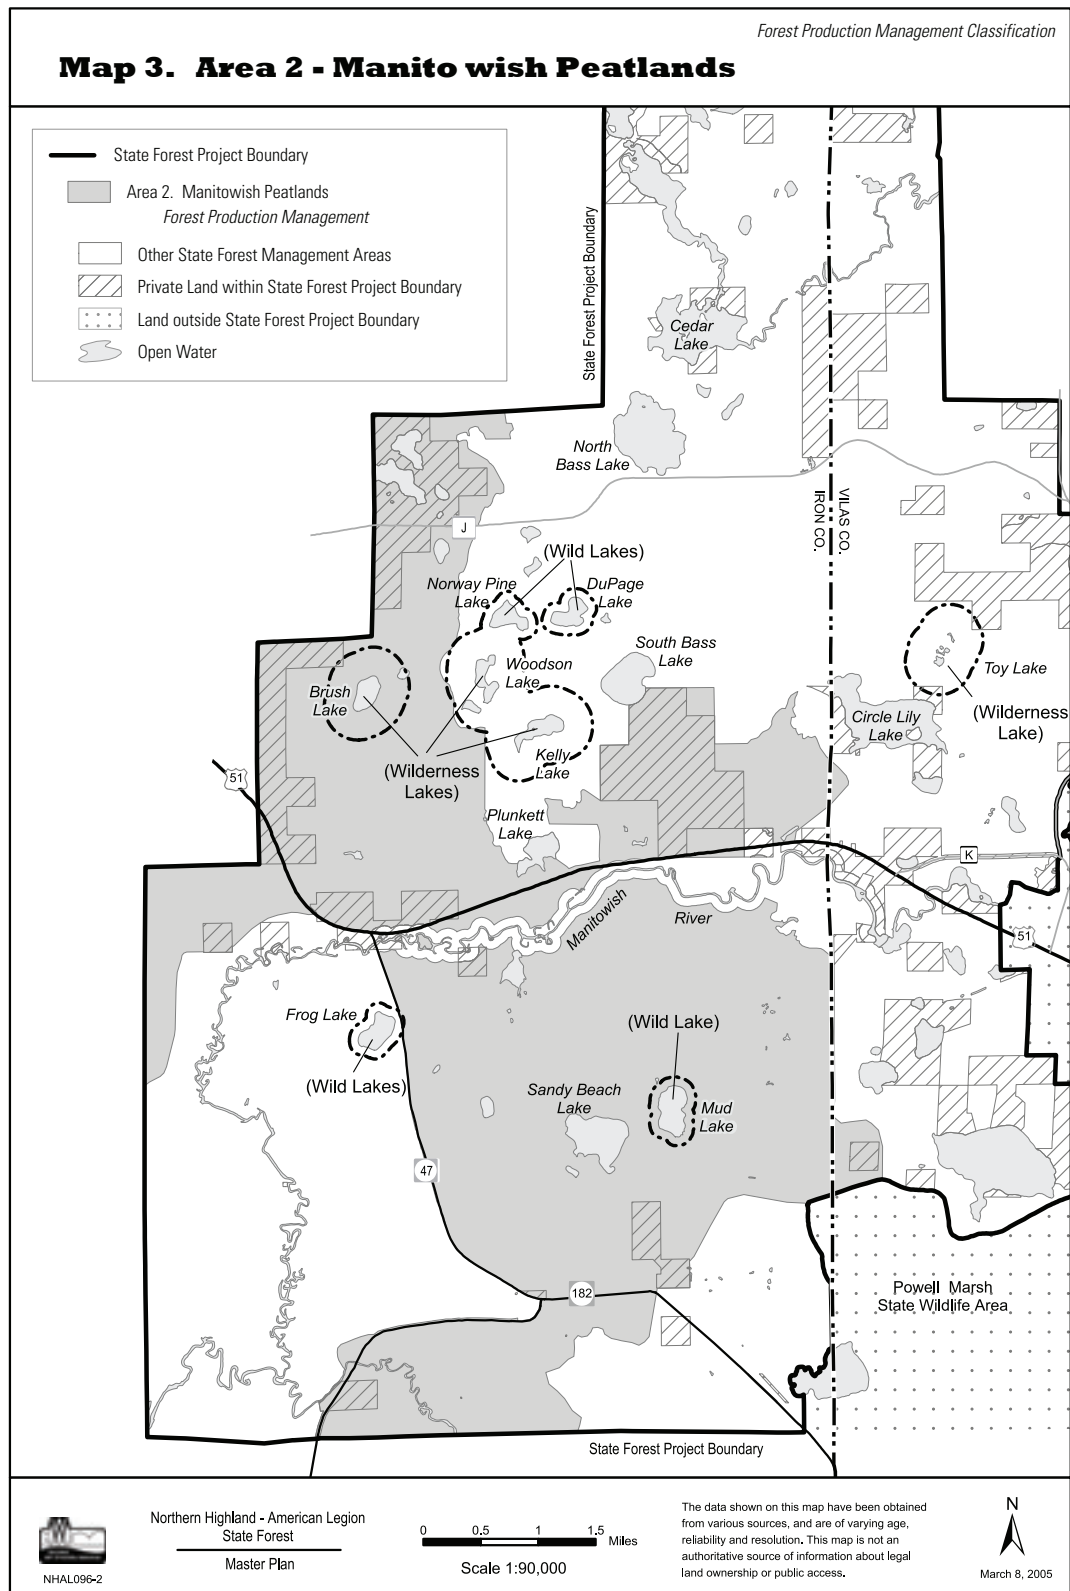 Forest Production Management Classification
Map 3. Area 2 - Manito wish Peatlands
State Forest Project Boundary
Area 2. Manitowish Peatlands
Forest Production Management
Other State Forest Management Areas
Private Land within State Forest Project Boundary
Land outside State Forest Project Boundary
Open Water
State Forest Project Boundary
Cedar
Lake
North
Bass Lake
VILAS CO.
IRON CO.
J
(Wild Lakes)
Norway Pine
Lake
DuPage
Lake
South Bass
Lake
Woodson
Lake
Toy Lake
Brush
Lake
(Wilderness
Lake)
Circle Lily
Lake
Kelly
Lake
(Wilderness
Lakes)
51
Plunkett
Lake
K
Manitowish
River
51
Frog Lake
(Wild Lakes)
(Wild Lake)
Sandy Beach
Lake
Mud
Lake
47
182
Powell Marsh
State Wildlife Area
State Forest Project Boundary
NHAL096-2
Northern Highland - American Legion
State Forest
Master Plan
0 0.5 1 1.5
Miles
Scale 1:90,000
The data shown on this map have been obtained
from various sources, and are of varying age,
reliability and resolution. This map is not an
authoritative source of information about legal
land ownership or public access.
N
March 8, 2005